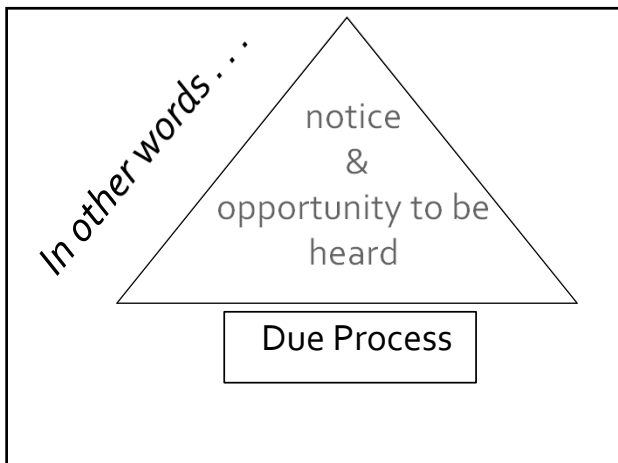 In other words . . .
notice
&
opportunity to be
heard
Due Process